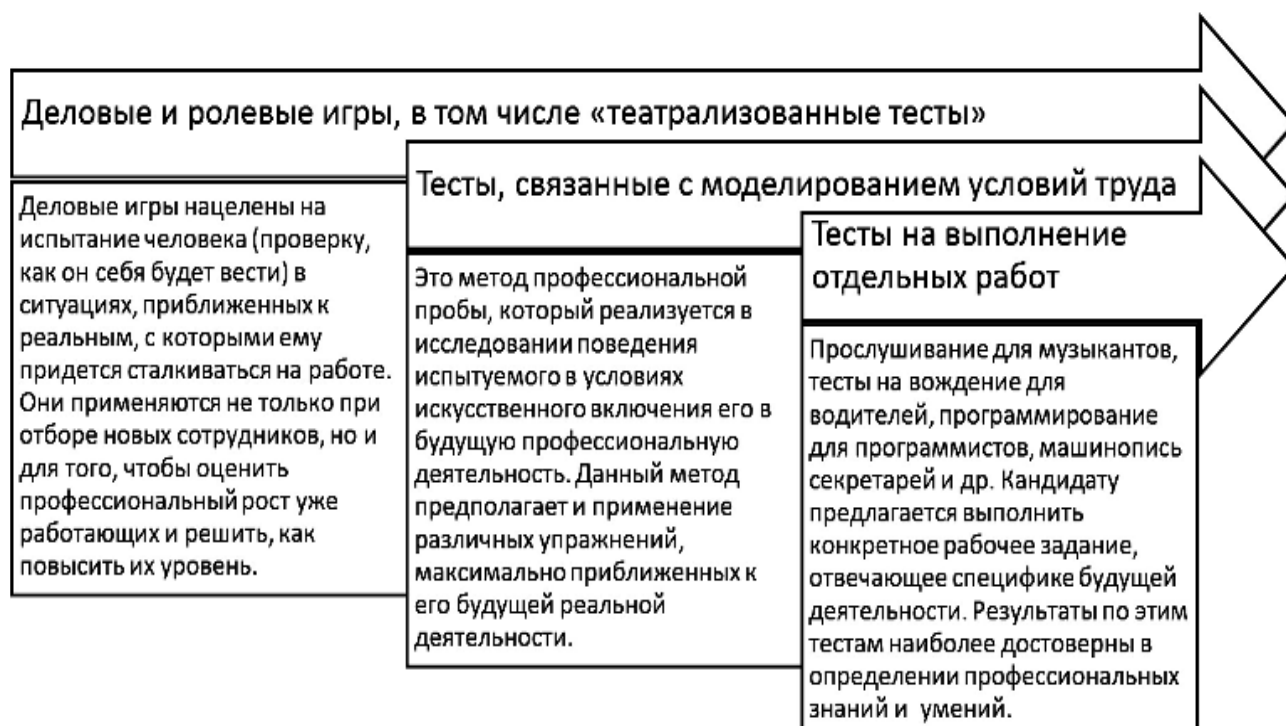 Деловые и ролевые игры, в том числе «театрализованные тесты»
Деловые игры нацелены на
испытание человека (проверку,
как он себя будет вести) в
ситуациях, приближенных к
реальным, с которыми ему
придется сталкиваться на работе.
Они применяются не только при
отборе новых сотрудников, но и
для того, чтобы оценить
профессиональный рост уже
работающих и решить, как
повысить их уровень.
Тесты, связанные с моделированием условий труда
Это метод профессиональной
пробы, который реализуется в
исследовании поведения
испытуемого в условиях
искусственного включения его в
будущую профессиональную
деятельность. Данный метод
предполагает и применение
различных упражнений,
максимально приближенных к
его будущей реальной
деятельности.
Тесты на выполнение
отдельных работ
Прослушивание для музыкантов,
тесты на вождение для
водителей, программирование
для программистов, машинопись
секретарей и др. Кандидату
предлагается выполнить
конкретное рабочее задание,
отвечающее специфике будущей
деятельности. Результаты по этим
тестам наиболее достоверны в
определении профессиональных
знаний и умений.